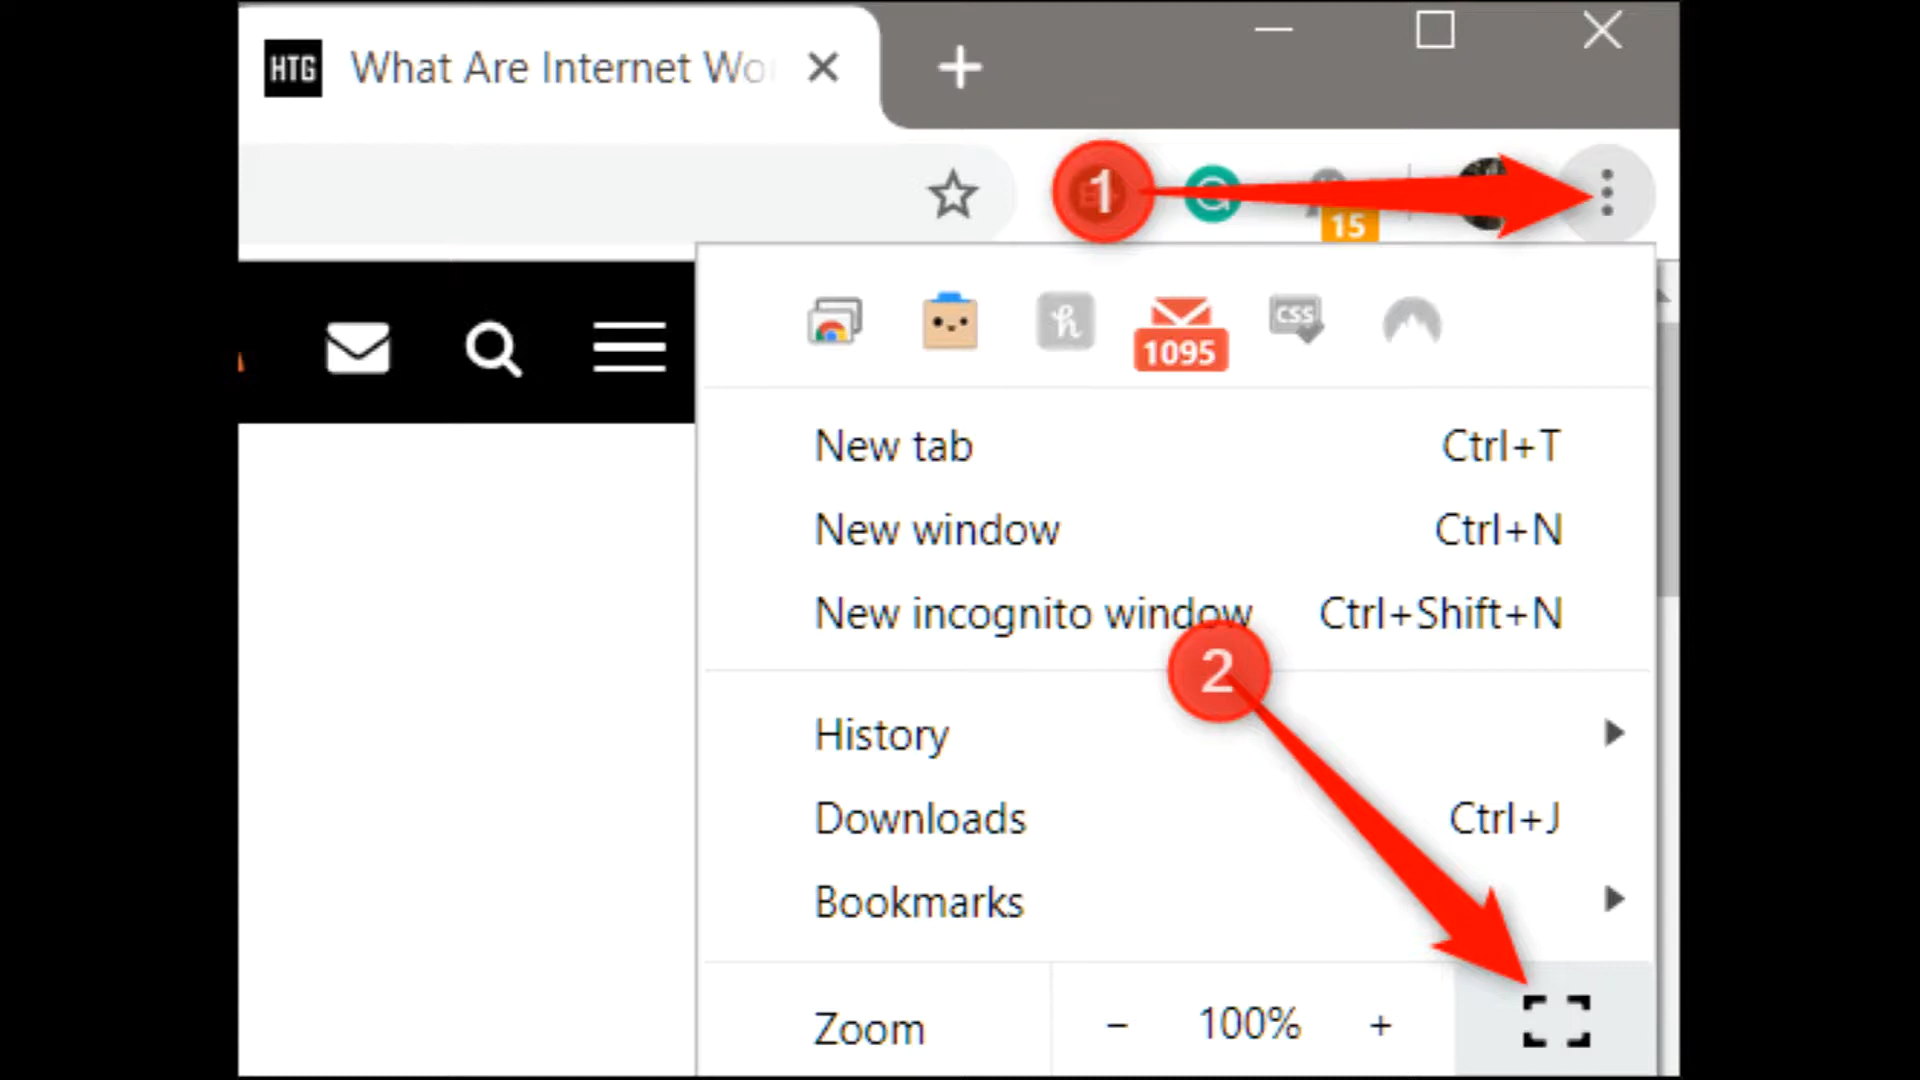 HTG What Are Internet Wo
1
15
h 1095 CSS
New tab Ctrl+T
New window Ctrl+N
New incognito window Ctrl+Shift+N
2
History
Downloads Ctrl+J
Bookmarks
Zoom − 100% +